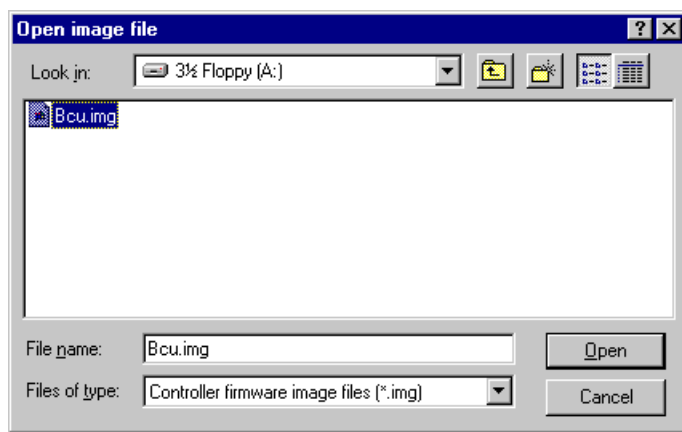 Open image file
Look in: 3½ Floppy (A:)
Bcu.img
File name: Bcu.img Open
Files of type: Controller firmware image files (*.img) Cancel